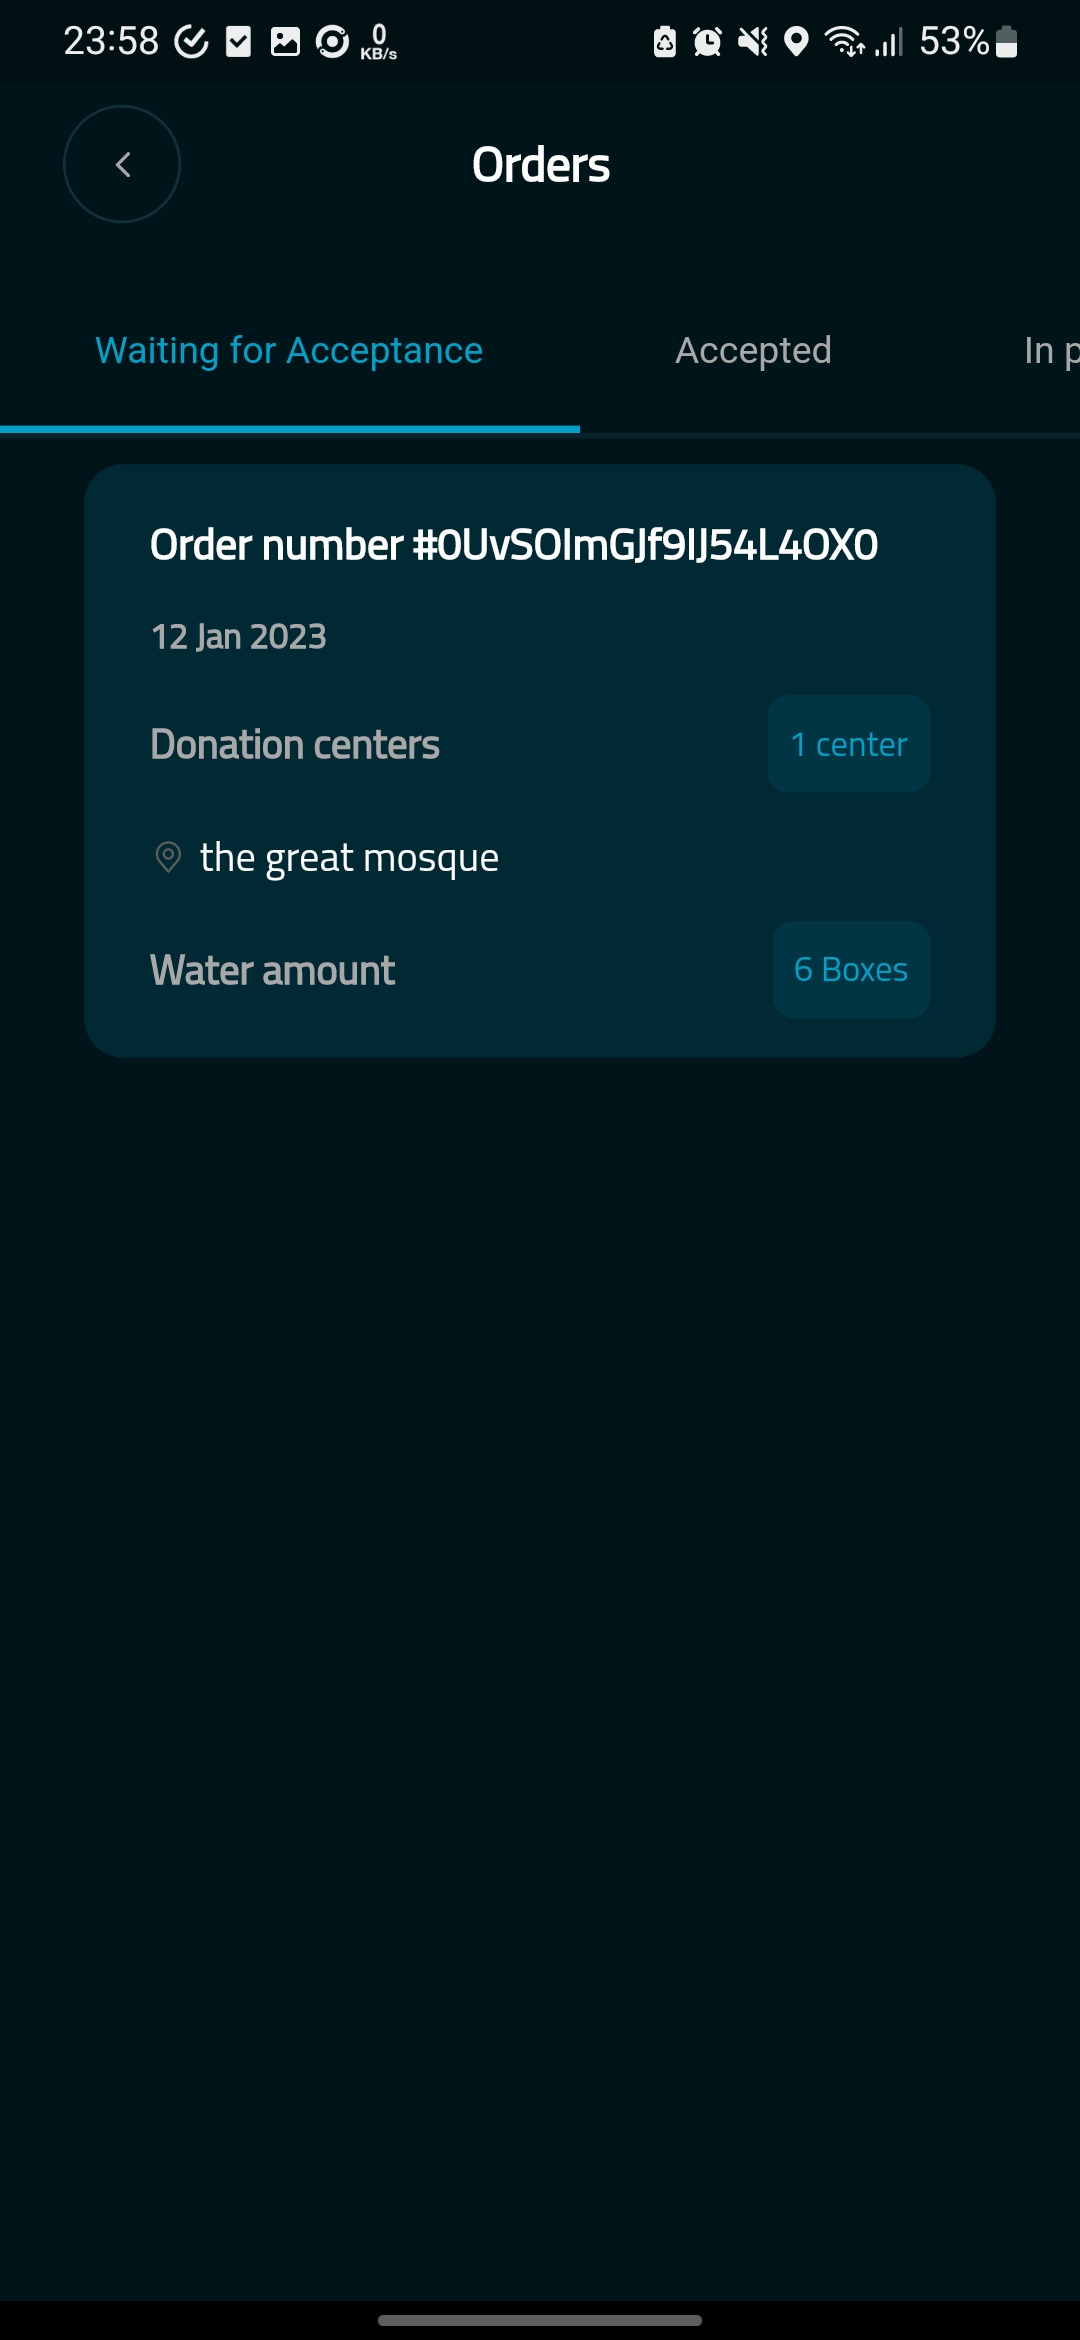 23:58 0 KB/s 53%
Orders
Waiting for Acceptance Accepted In p
Order number #0UvSOImGJf9IJ54L4OX0
12 Jan 2023
Donation centers 1 center
the great mosque
Water amount 6 Boxes